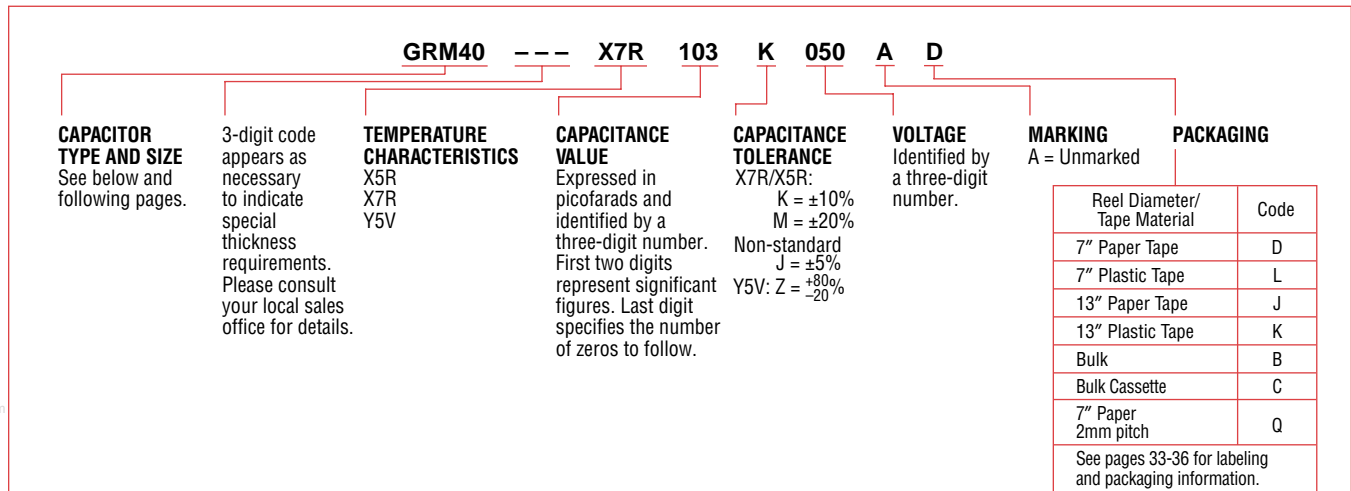 GRM40 – – – X7R 103 K 050 A D
CAPACITOR
TYPE AND SIZE
See below and
following pages.
3-digit code
appears as
necessary
to indicate
special
thickness
requirements.
Please consult
your local sales
office for details.
TEMPERATURE
CHARACTERISTICS
X5R
X7R
Y5V
CAPACITANCE
VALUE
Expressed in
picofarads and
identified by a
three-digit number.
First two digits
represent significant
figures. Last digit
specifies the number
of zeros to follow.
CAPACITANCE
TOLERANCE
X7R/X5R:
K = ±10%
M = ±20%
Non-standard
J = ±5%
Y5V: Z = +80 –20%
VOLTAGE
Identified by
a three-digit
number.
MARKING
A = Unmarked
PACKAGING
Reel Diameter/
Tape Material Code
7″ Paper Tape D
7″ Plastic Tape L
13″ Paper Tape J
13″ Plastic Tape K
Bulk B
Bulk Cassette C
7″ Paper
2mm pitch Q
See pages 33-36 for labeling
and packaging information.